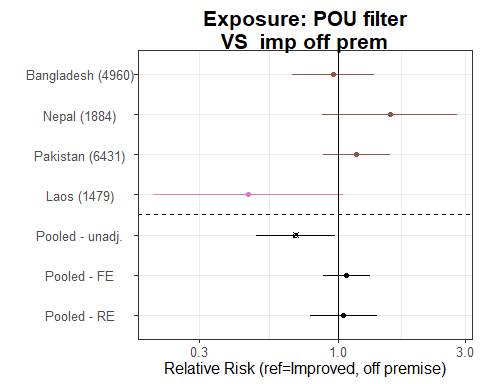 Exposure: POU filter
VS imp off prem
Bangladesh (4960)
Nepal (1884)
Pakistan (6431)
Laos (1479)
Pooled - unadj.
Pooled - FE
Pooled - RE
0.3 1.0 3.0
Relative Risk (ref=Improved, off premise)